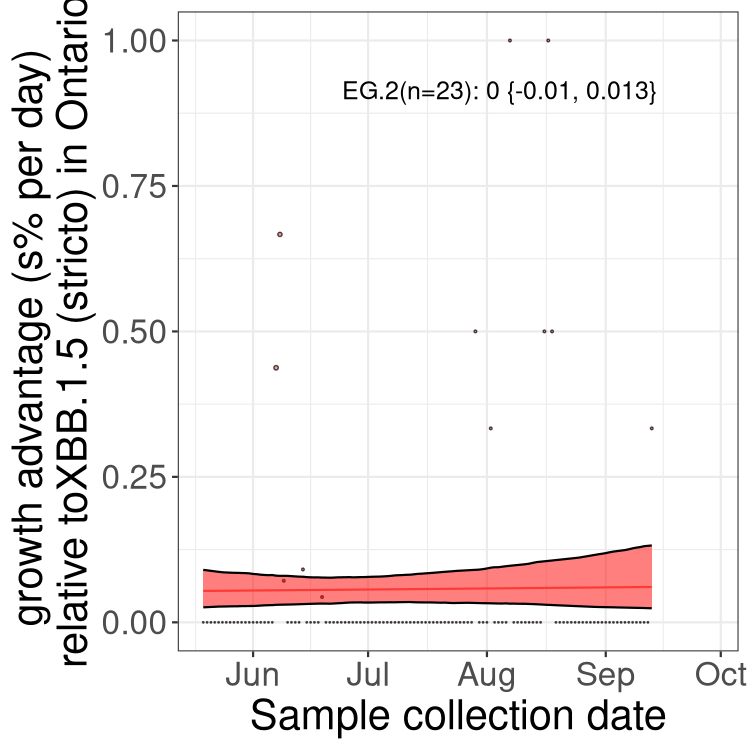 growth advantage (s% per day)
relative toXBB.1.5 (stricto) in Ontario
1.00
0.75
0.50
0.25
0.00
EG.2(n=23): 0 {-0.01, 0.013}
Jun Jul Aug Sep Oct
Sample collection date